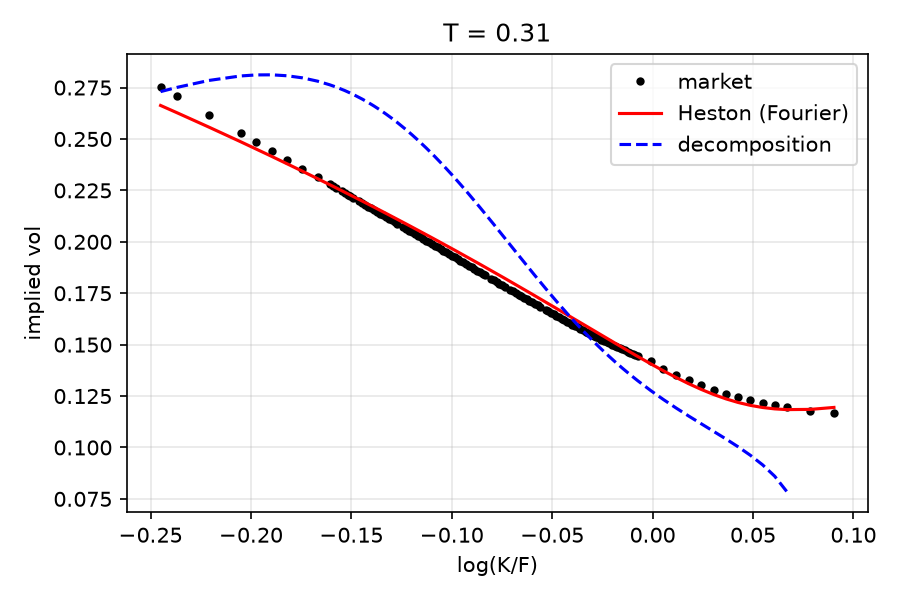 T = 0.31
market
Heston (Fourier)
decomposition
implied vol
0.275
0.250
0.225
0.200
0.175
0.150
0.125
0.100
0.075
−0.25 −0.20 −0.15 −0.10 −0.05 0.00 0.05 0.10
log(K/F)